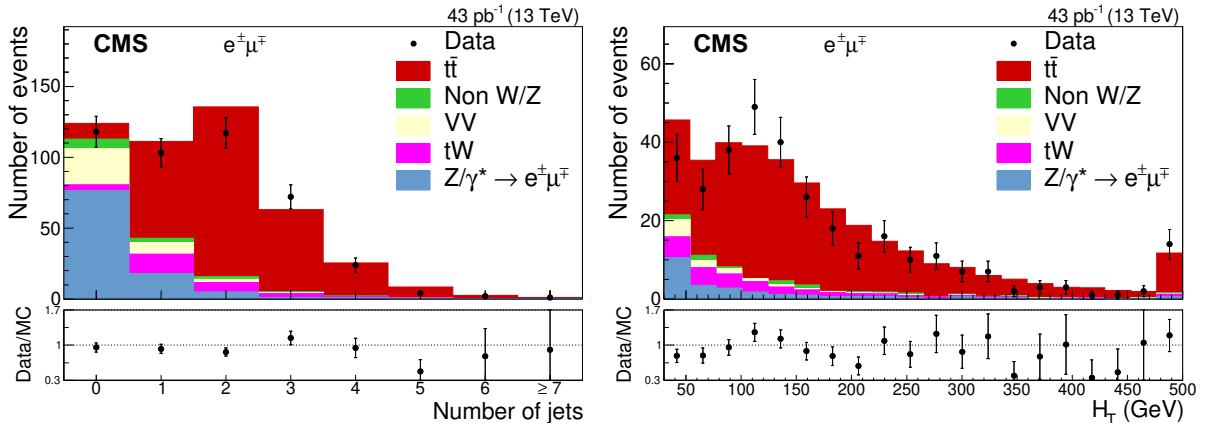 43 pb⁻¹ (13 TeV)
CMS
e±μ∓
Data
tt̄
Non W/Z
VV
tW
Z/γ* → e±μ∓
Number of events
150
100
50
0
Data/MC
1.7
1
0.3
0 1 2 3 4 5 6 ≥ 7
Number of jets
43 pb⁻¹ (13 TeV)
CMS
e±μ∓
Data
tt̄
Non W/Z
VV
tW
Z/γ* → e±μ∓
Number of events
60
40
20
0
Data/MC
1.7
1
0.3
50 100 150 200 250 300 350 400 450 500
H_T (GeV)